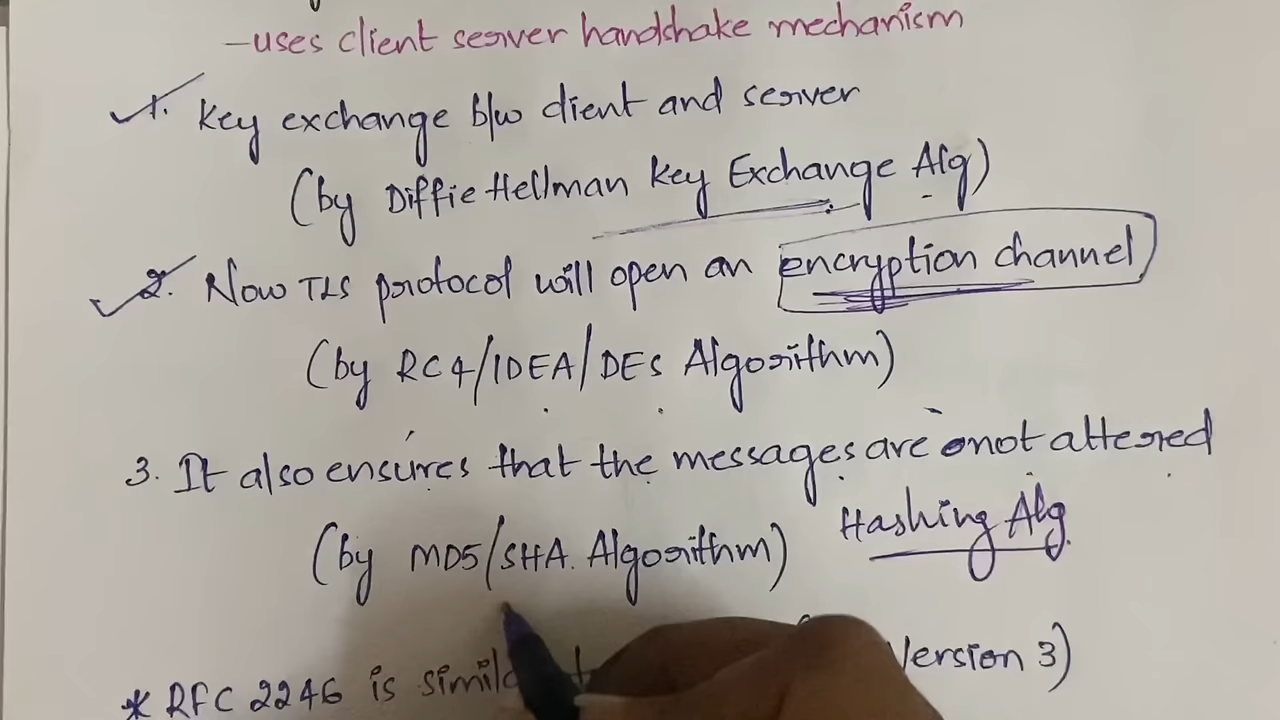 -uses client server handshake mechanism
1. Key exchange b/w client and server
(by Diffie Hellman Key Exchange Alg)
2. Now TLS protocol will open an encryption channel
(by RC4/IDEA/DES Algorithm)
3. It also ensures that the messages are not altered
(by MD5/SHA Algorithm) Hashing Alg.
* RFC 2246 is Version 3)